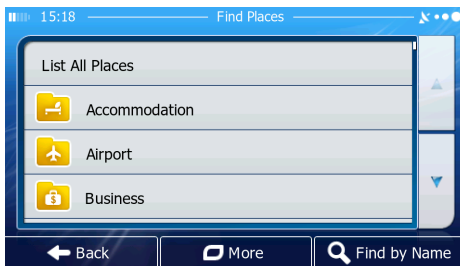 15:18 Find Places
List All Places
Accommodation
Airport
$ Business
Back More Find by Name